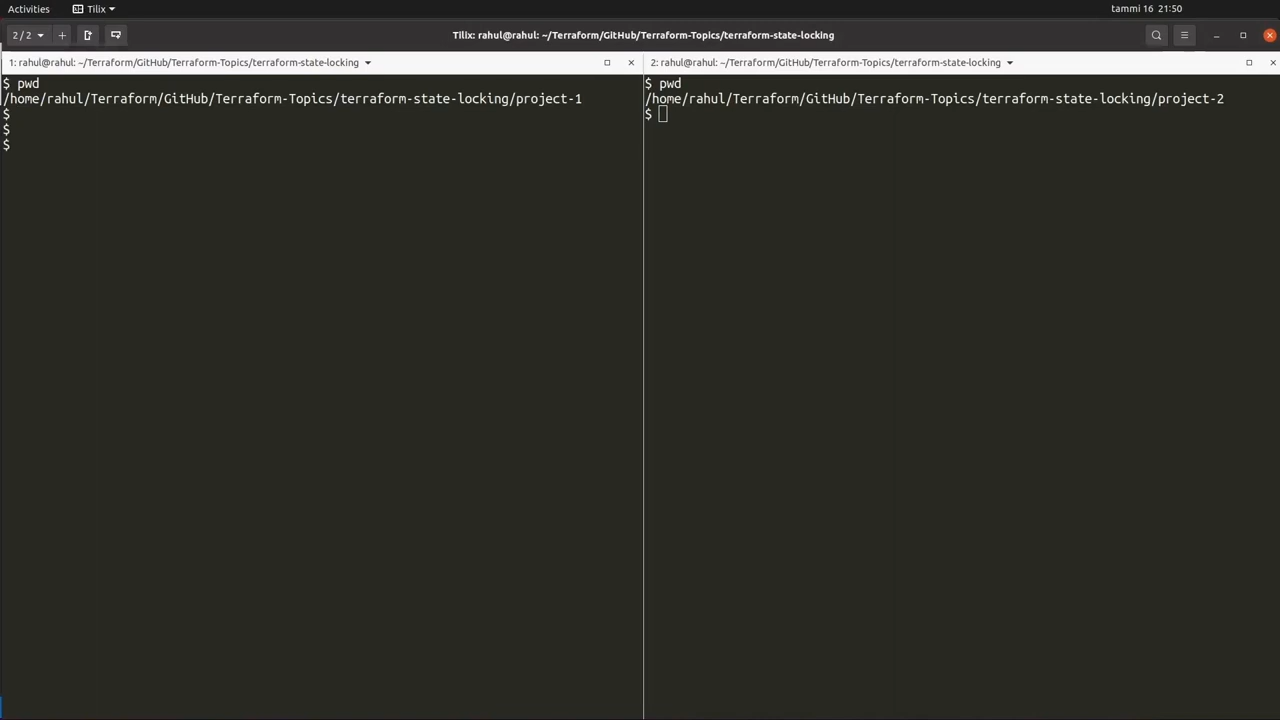 Activities
Tilix
tammi 16 21:50
2 / 2
Tilix: rahul@rahul: ~/Terraform/GitHub/Terraform-Topics/terraform-state-locking
1: rahul@rahul: ~/Terraform/GitHub/Terraform-Topics/terraform-state-locking
$ pwd
/home/rahul/Terraform/GitHub/Terraform-Topics/terraform-state-locking/project-1
$
$
$
2: rahul@rahul: ~/Terraform/GitHub/Terraform-Topics/terraform-state-locking
$ pwd
/home/rahul/Terraform/GitHub/Terraform-Topics/terraform-state-locking/project-2
$